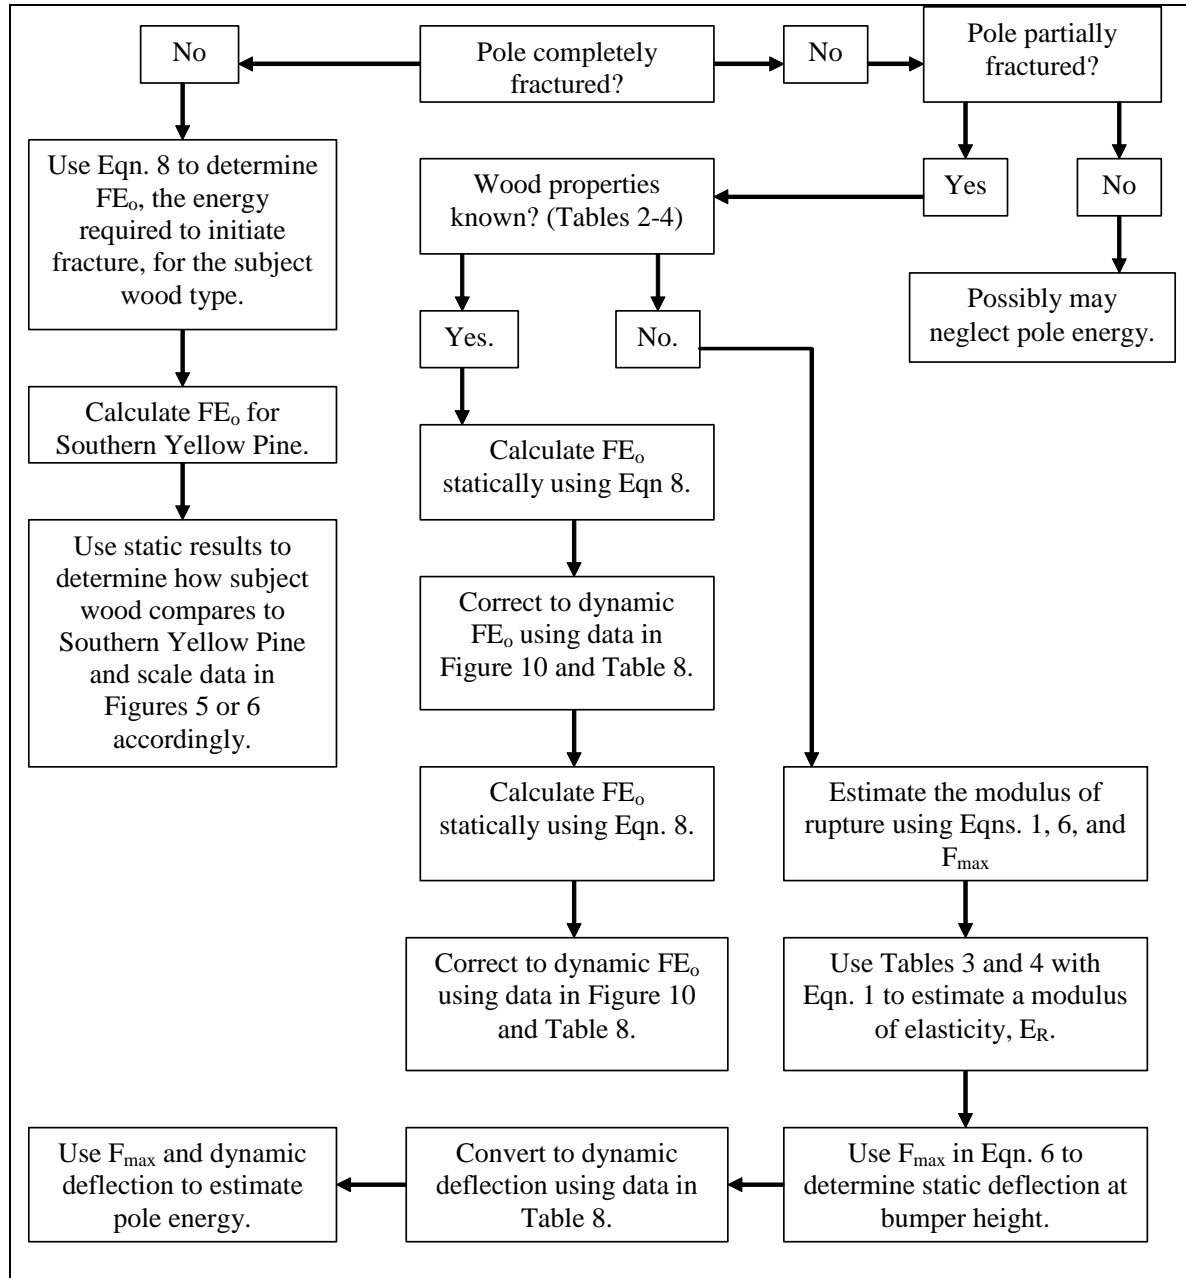 No
Pole completely
fractured?
No
Pole partially
fractured?
Use Eqn. 8 to determine
FEo, the energy
required to initiate
fracture, for the subject
wood type.
Wood properties
known? (Tables 2-4)
Yes
No
Possibly may
neglect pole energy.
Yes.
No.
Calculate FEo for
Southern Yellow Pine.
Calculate FEo
statically using Eqn 8.
Use static results to
determine how subject
wood compares to
Southern Yellow Pine
and scale data in
Figures 5 or 6
accordingly.
Correct to dynamic
FEo using data in
Figure 10 and Table 8.
Calculate FEo
statically using Eqn. 8.
Estimate the modulus of
rupture using Eqns. 1, 6, and
Fmax
Correct to dynamic FEo
using data in Figure 10
and Table 8.
Use Tables 3 and 4 with
Eqn. 1 to estimate a modulus
of elasticity, ER.
Use Fmax and dynamic
deflection to estimate
pole energy.
Convert to dynamic
deflection using data in
Table 8.
Use Fmax in Eqn. 6 to
determine static deflection at
bumper height.